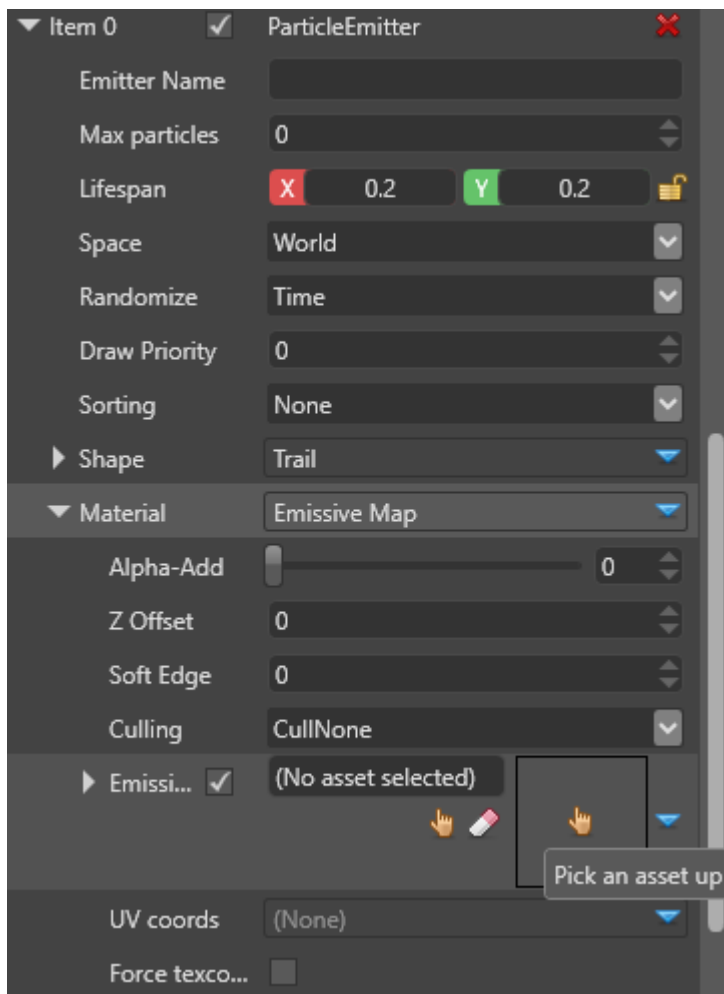 Item 0 ParticleEmitter
Emitter Name
Max particles 0
Lifespan X 0.2 Y 0.2
Space World
Randomize Time
Draw Priority 0
Sorting None
Shape Trail
Material Emissive Map
Alpha-Add 0
Z Offset 0
Soft Edge 0
Culling CullNone
Emissi... (No asset selected)
Pick an asset up
UV coords (None)
Force texco...